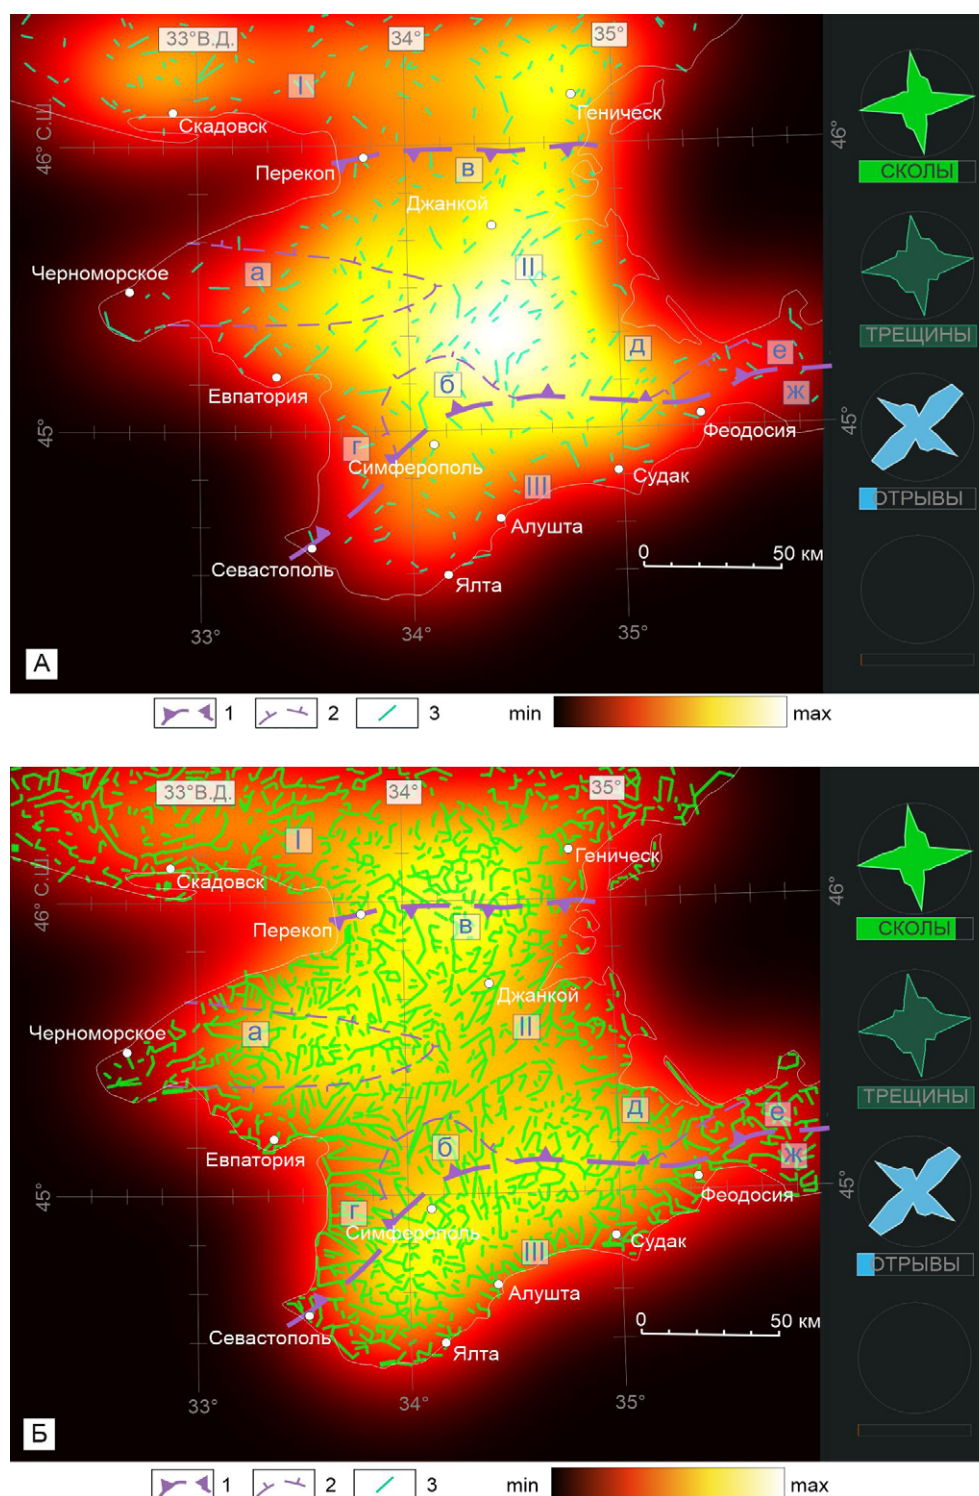 33°В.Д.
34°
35°
I
Геническ
Скадовск
46° С.Ш.
46°
СКОЛЫ
Перекоп
в
Джанкой
ТРЕЩИНЫ
Черноморское
а
II
д
е
ж
б
Евпатория
Феодосия
45°
45°
г
Симферополь
III
Судак
ОТРЫВЫ
Алушта
0 50 км
Севастополь
Ялта
33°
34°
35°
А
1 2 3 min max
33°В.Д.
34°
35°
I
Геническ
Скадовск
46° С.Ш.
46°
СКОЛЫ
Перекоп
в
Джанкой
II
ТРЕЩИНЫ
Черноморское
а
д
е
б
ж
Евпатория
Феодосия
45°
45°
г
Симферополь
III
Судак
ОТРЫВЫ
Алушта
0 50 км
Севастополь
Ялта
33°
34°
35°
Б
1 2 3 min max